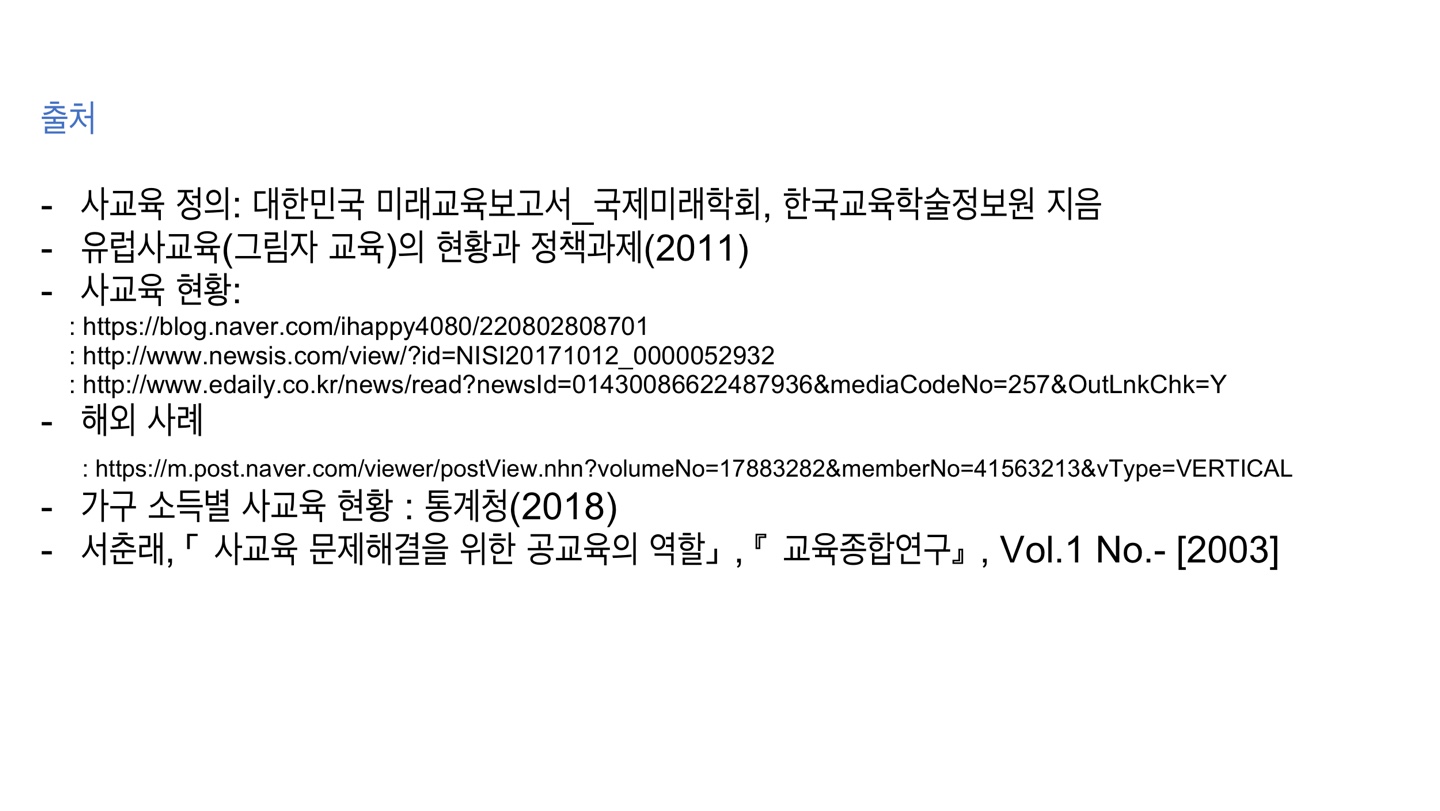 출처
- 사교육 정의: 대한민국 미래교육보고서_국제미래학회, 한국교육학술정보원 지음
- 유럽사교육(그림자 교육)의 현황과 정책과제(2011)
- 사교육 현황:
: https://blog.naver.com/ihappy4080/220802808701
: http://www.newsis.com/view/?id=NISI20171012_0000052932
: http://www.edaily.co.kr/news/read?newsId=01430086622487936&mediaCodeNo=257&OutLnkChk=Y
- 해외 사례
: https://m.post.naver.com/viewer/postView.nhn?volumeNo=17883282&memberNo=41563213&vType=VERTICAL
- 가구 소득별 사교육 현황 : 통계청(2018)
- 서춘래,「 사교육 문제해결을 위한 공교육의 역할」,『 교육종합연구』, Vol.1 No.- [2003]